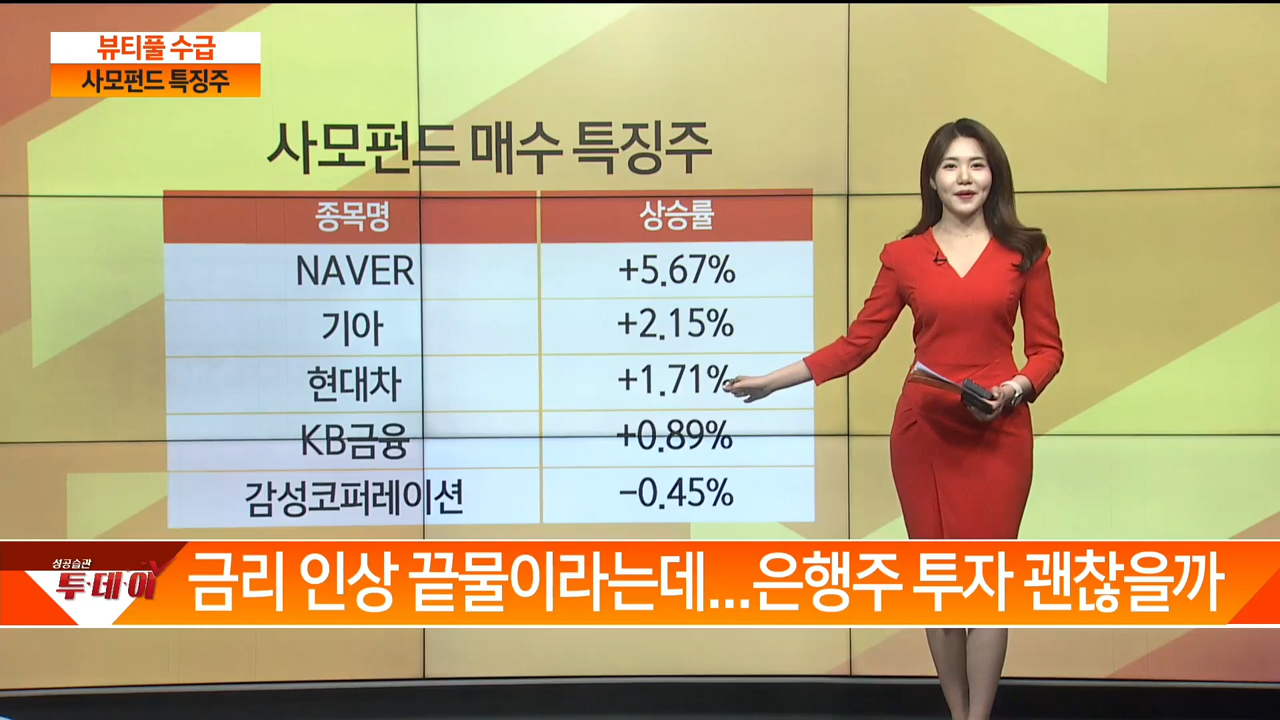 뷰티풀 수급
사모펀드 특징주
사모펀드 매수 특징주
종목명 상승률
NAVER +5.67%
기아 +2.15%
현대차 +1.71%
KB금융 +0.89%
감성코퍼레이션 -0.45%
성공습관
투·데·이
금리 인상 끝물이라는데...은행주 투자 괜찮을까